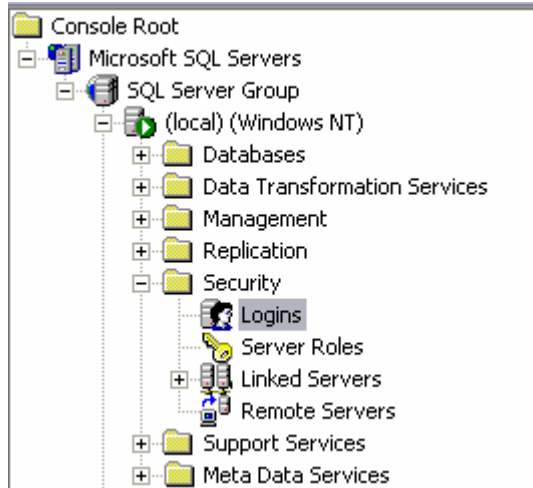 Console Root
Microsoft SQL Servers
SQL Server Group
(local) (Windows NT)
Databases
Data Transformation Services
Management
Replication
Security
Logins
Server Roles
Linked Servers
Remote Servers
Support Services
Meta Data Services